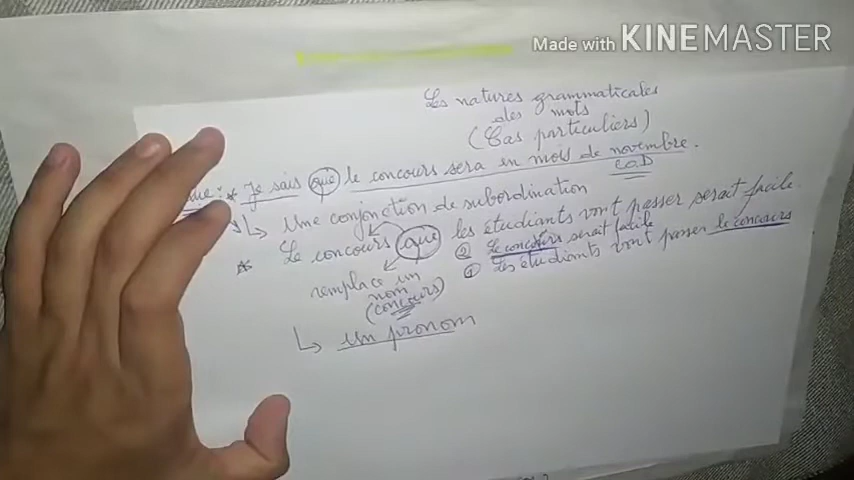 Made with KINEMASTER
Les natures grammaticales
des mots
(Cas particuliers)
* Je sais que le concours sera en mois de novembre.
C.O.D
↳ Une conjonction de subordination
* Le concours que les étudiants vont passer serait facile.
② Le concours serait facile
① Les étudiants vont passer le concours
remplace un
nom
(concours)
↳ un pronom